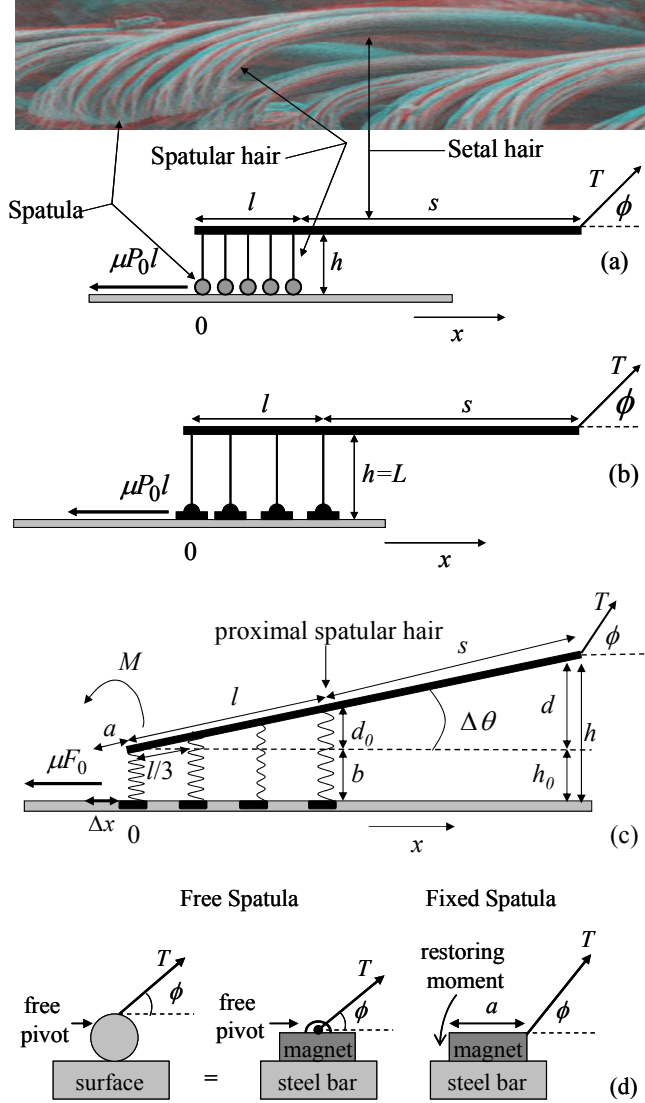 Spatular hair
Setal hair
Spatula
l
s
T
ϕ
μP₀l
h
(a)
0
x
T
l
s
ϕ
h=L
(b)
μP₀l
0
x
T
proximal spatular hair
ϕ
s
M
l
d
a
d₀
Δθ
h
μF₀
l/3
b
h₀
Δx
0
x
(c)
Free Spatula
Fixed Spatula
T
T
T
restoring
moment
free
pivot
ϕ
free
pivot
ϕ
a
ϕ
magnet
magnet
surface
=
steel bar
steel bar
(d)